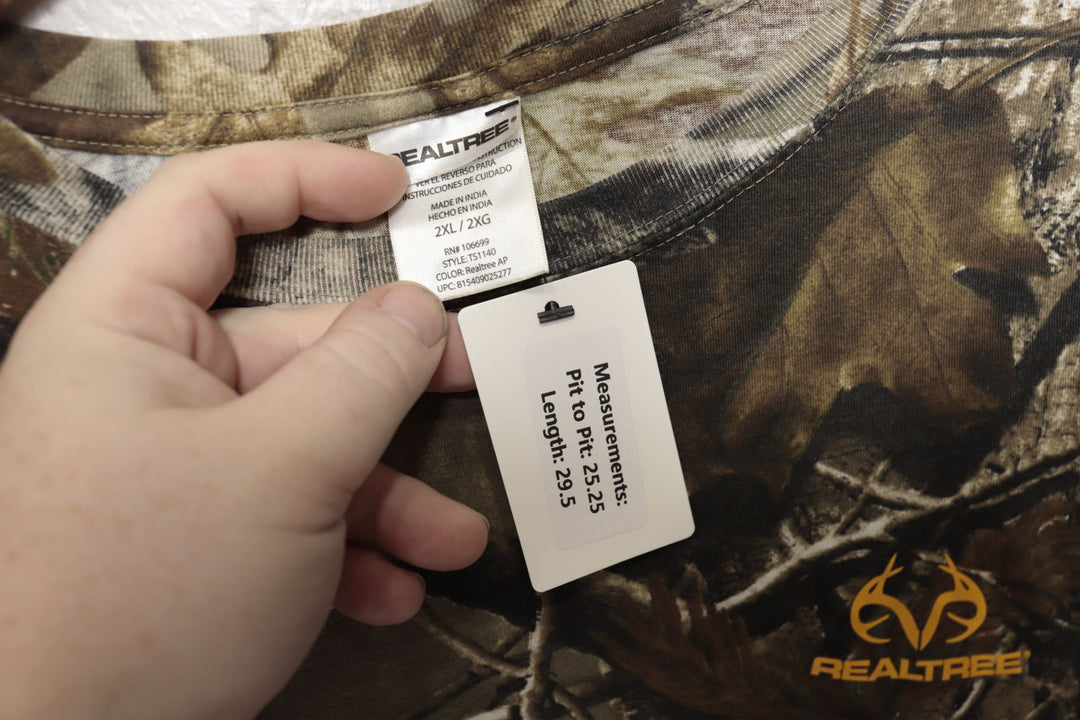 REALTREE®
STRUCTION
VER EL REVERSO PARA
INSTRUCCIONES DE CUIDADO
MADE IN INDIA
HECHO EN INDIA
2XL / 2XG
RN# 106699
STYLE: TS1140
COLOR: Realtree AP
UPC: 815409025277
Measurements:
Pit to Pit: 25.25
Length: 29.5
REALTREE®